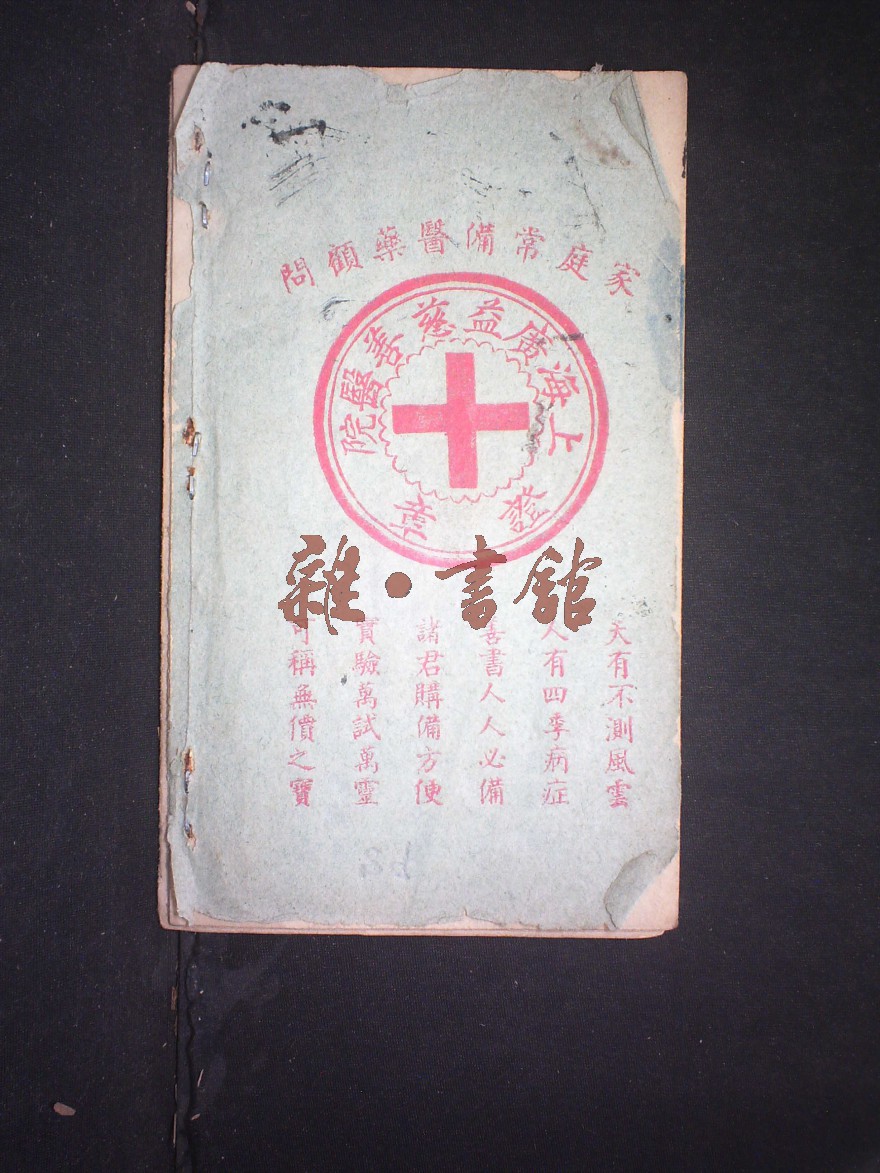 家庭常備醫藥顧問
上海廣益慈善醫院
證章
雜·書館
天有不測風雲
人有四季病症
善書人人必備
諸君購備方便
實驗萬試萬靈
可稱無價之寶